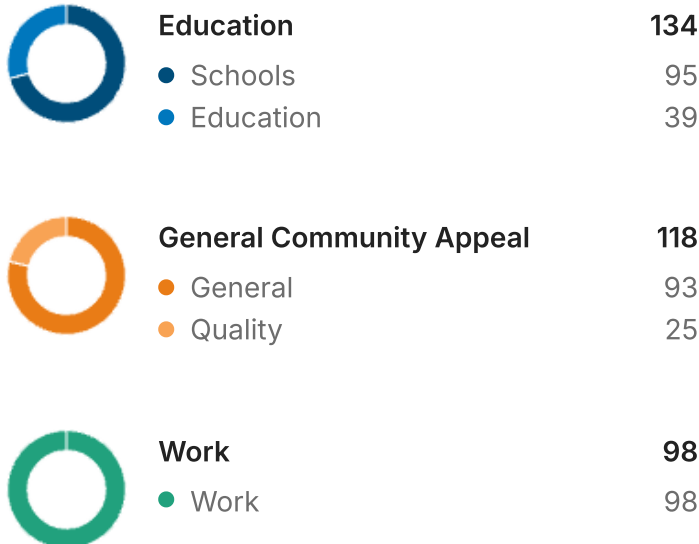 Education 134
Schools 95
Education 39
General Community Appeal 118
General 93
Quality 25
Work 98
Work 98